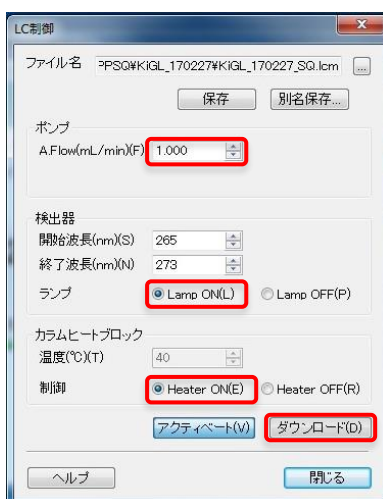 LC制御
ファイル名 PPSQ¥KiGL_170227¥KiGL_170227_SQ.lcm ...
保存 別名保存...
ポンプ
A.Flow(mL/min)(F) 1.000
検出器
開始波長(nm)(S) 265
終了波長(nm)(N) 273
ランプ Lamp ON(L) Lamp OFF(P)
カラムヒートブロック
温度(℃)(T) 40
制御 Heater ON(E) Heater OFF(R)
アクティベート(V) ダウンロード(D)
ヘルプ 閉じる